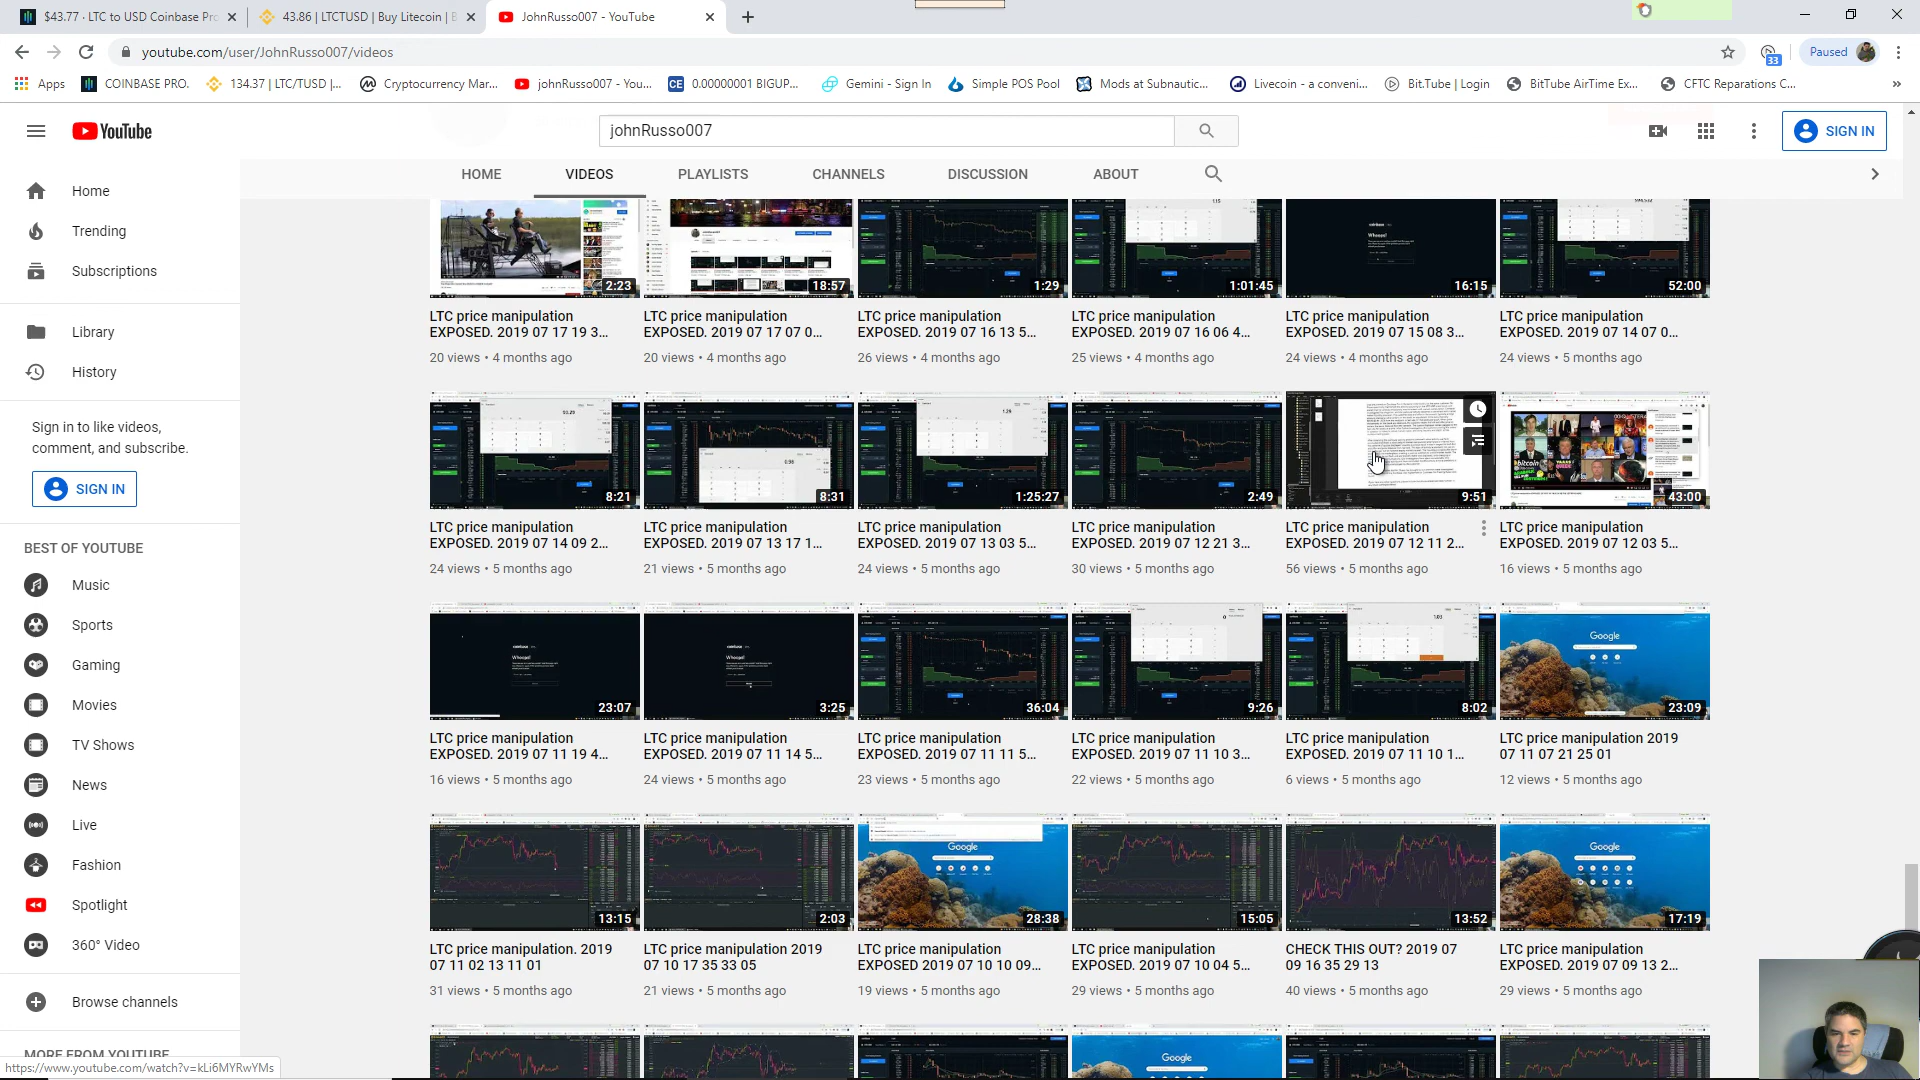 $43.77 · LTC to USD Coinbase Pro
43.86 | LTCTUSD | Buy Litecoin | B
JohnRusso007 - YouTube
youtube.com/user/JohnRusso007/videos
Paused
33
Apps
COINBASE PRO.
134.37 | LTC/TUSD |...
Cryptocurrency Mar...
johnRusso007 - You...
CE
0.00000001 BIGUP...
Gemini - Sign In
Simple POS Pool
Mods at Subnautic...
Livecoin - a conveni...
Bit.Tube | Login
BitTube AirTime Ex...
CFTC Reparations C...
YouTube
johnRusso007
SIGN IN
HOME
VIDEOS
PLAYLISTS
CHANNELS
DISCUSSION
ABOUT
Home
Trending
Subscriptions
Library
History
Sign in to like videos,
comment, and subscribe.
SIGN IN
BEST OF YOUTUBE
Music
Sports
Gaming
Movies
TV Shows
News
Live
Fashion
Spotlight
360° Video
Browse channels
MORE FROM YOUTUBE
https://www.youtube.com/watch?v=kLi6MYRwYMs
2:23
18:57
1:29
1:01:45
16:15
52:00
LTC price manipulation
EXPOSED. 2019 07 17 19 3...
20 views • 4 months ago
LTC price manipulation
EXPOSED. 2019 07 17 07 0...
20 views • 4 months ago
LTC price manipulation
EXPOSED. 2019 07 16 13 5...
26 views • 4 months ago
LTC price manipulation
EXPOSED. 2019 07 16 06 4...
25 views • 4 months ago
LTC price manipulation
EXPOSED. 2019 07 15 08 3...
24 views • 4 months ago
LTC price manipulation
EXPOSED. 2019 07 14 07 0...
24 views • 5 months ago
8:21
8:31
1:25:27
2:49
9:51
43:00
LTC price manipulation
EXPOSED. 2019 07 14 09 2...
24 views • 5 months ago
LTC price manipulation
EXPOSED. 2019 07 13 17 1...
21 views • 5 months ago
LTC price manipulation
EXPOSED. 2019 07 13 03 5...
24 views • 5 months ago
LTC price manipulation
EXPOSED. 2019 07 12 21 3...
30 views • 5 months ago
LTC price manipulation
EXPOSED. 2019 07 12 11 2...
56 views • 5 months ago
LTC price manipulation
EXPOSED. 2019 07 12 03 5...
16 views • 5 months ago
Whoops!
Whoops!
Google
23:07
3:25
36:04
9:26
8:02
23:09
LTC price manipulation
EXPOSED. 2019 07 11 19 4...
16 views • 5 months ago
LTC price manipulation
EXPOSED. 2019 07 11 14 5...
24 views • 5 months ago
LTC price manipulation
EXPOSED. 2019 07 11 11 5...
23 views • 5 months ago
LTC price manipulation
EXPOSED. 2019 07 11 10 3...
22 views • 5 months ago
LTC price manipulation
EXPOSED. 2019 07 11 10 1...
6 views • 5 months ago
LTC price manipulation 2019
07 11 07 21 25 01
12 views • 5 months ago
Google
Google
13:15
2:03
28:38
15:05
13:52
17:19
LTC price manipulation. 2019
07 11 02 13 11 01
31 views • 5 months ago
LTC price manipulation 2019
07 10 17 35 33 05
21 views • 5 months ago
LTC price manipulation
EXPOSED 2019 07 10 10 09...
19 views • 5 months ago
LTC price manipulation
EXPOSED. 2019 07 10 04 5...
29 views • 5 months ago
CHECK THIS OUT? 2019 07
09 16 35 29 13
40 views • 5 months ago
LTC price manipulation
EXPOSED. 2019 07 09 13 2...
29 views • 5 months ago
Google